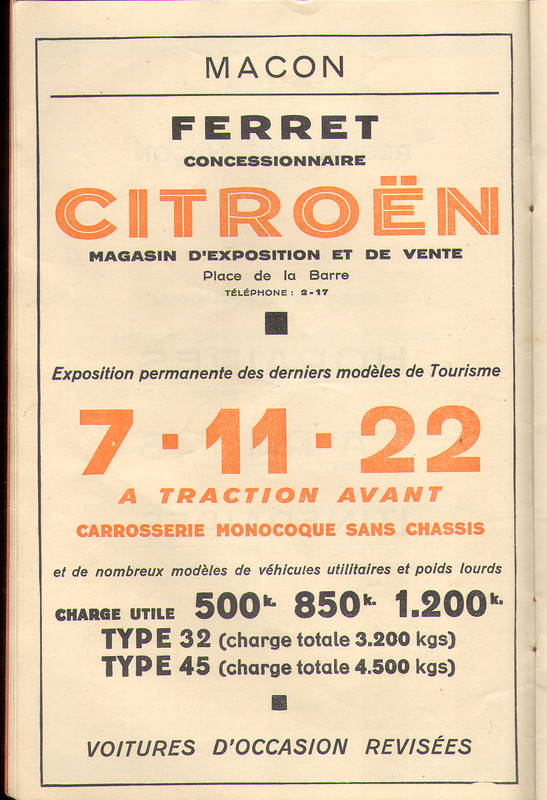 MACON
FERRET
CONCESSIONNAIRE
CITROËN
MAGASIN D'EXPOSITION ET DE VENTE
Place de la Barre
TÉLÉPHONE : 2-17
Exposition permanente des derniers modèles de Tourisme
7 · 11 · 22
A TRACTION AVANT
CARROSSERIE MONOCOQUE SANS CHASSIS
et de nombreux modèles de véhicules utilitaires et poids lourds
CHARGE UTILE 500k. 850k. 1.200k.
TYPE 32 (charge totale 3.200 kgs)
TYPE 45 (charge totale 4.500 kgs)
VOITURES D'OCCASION REVISÉES